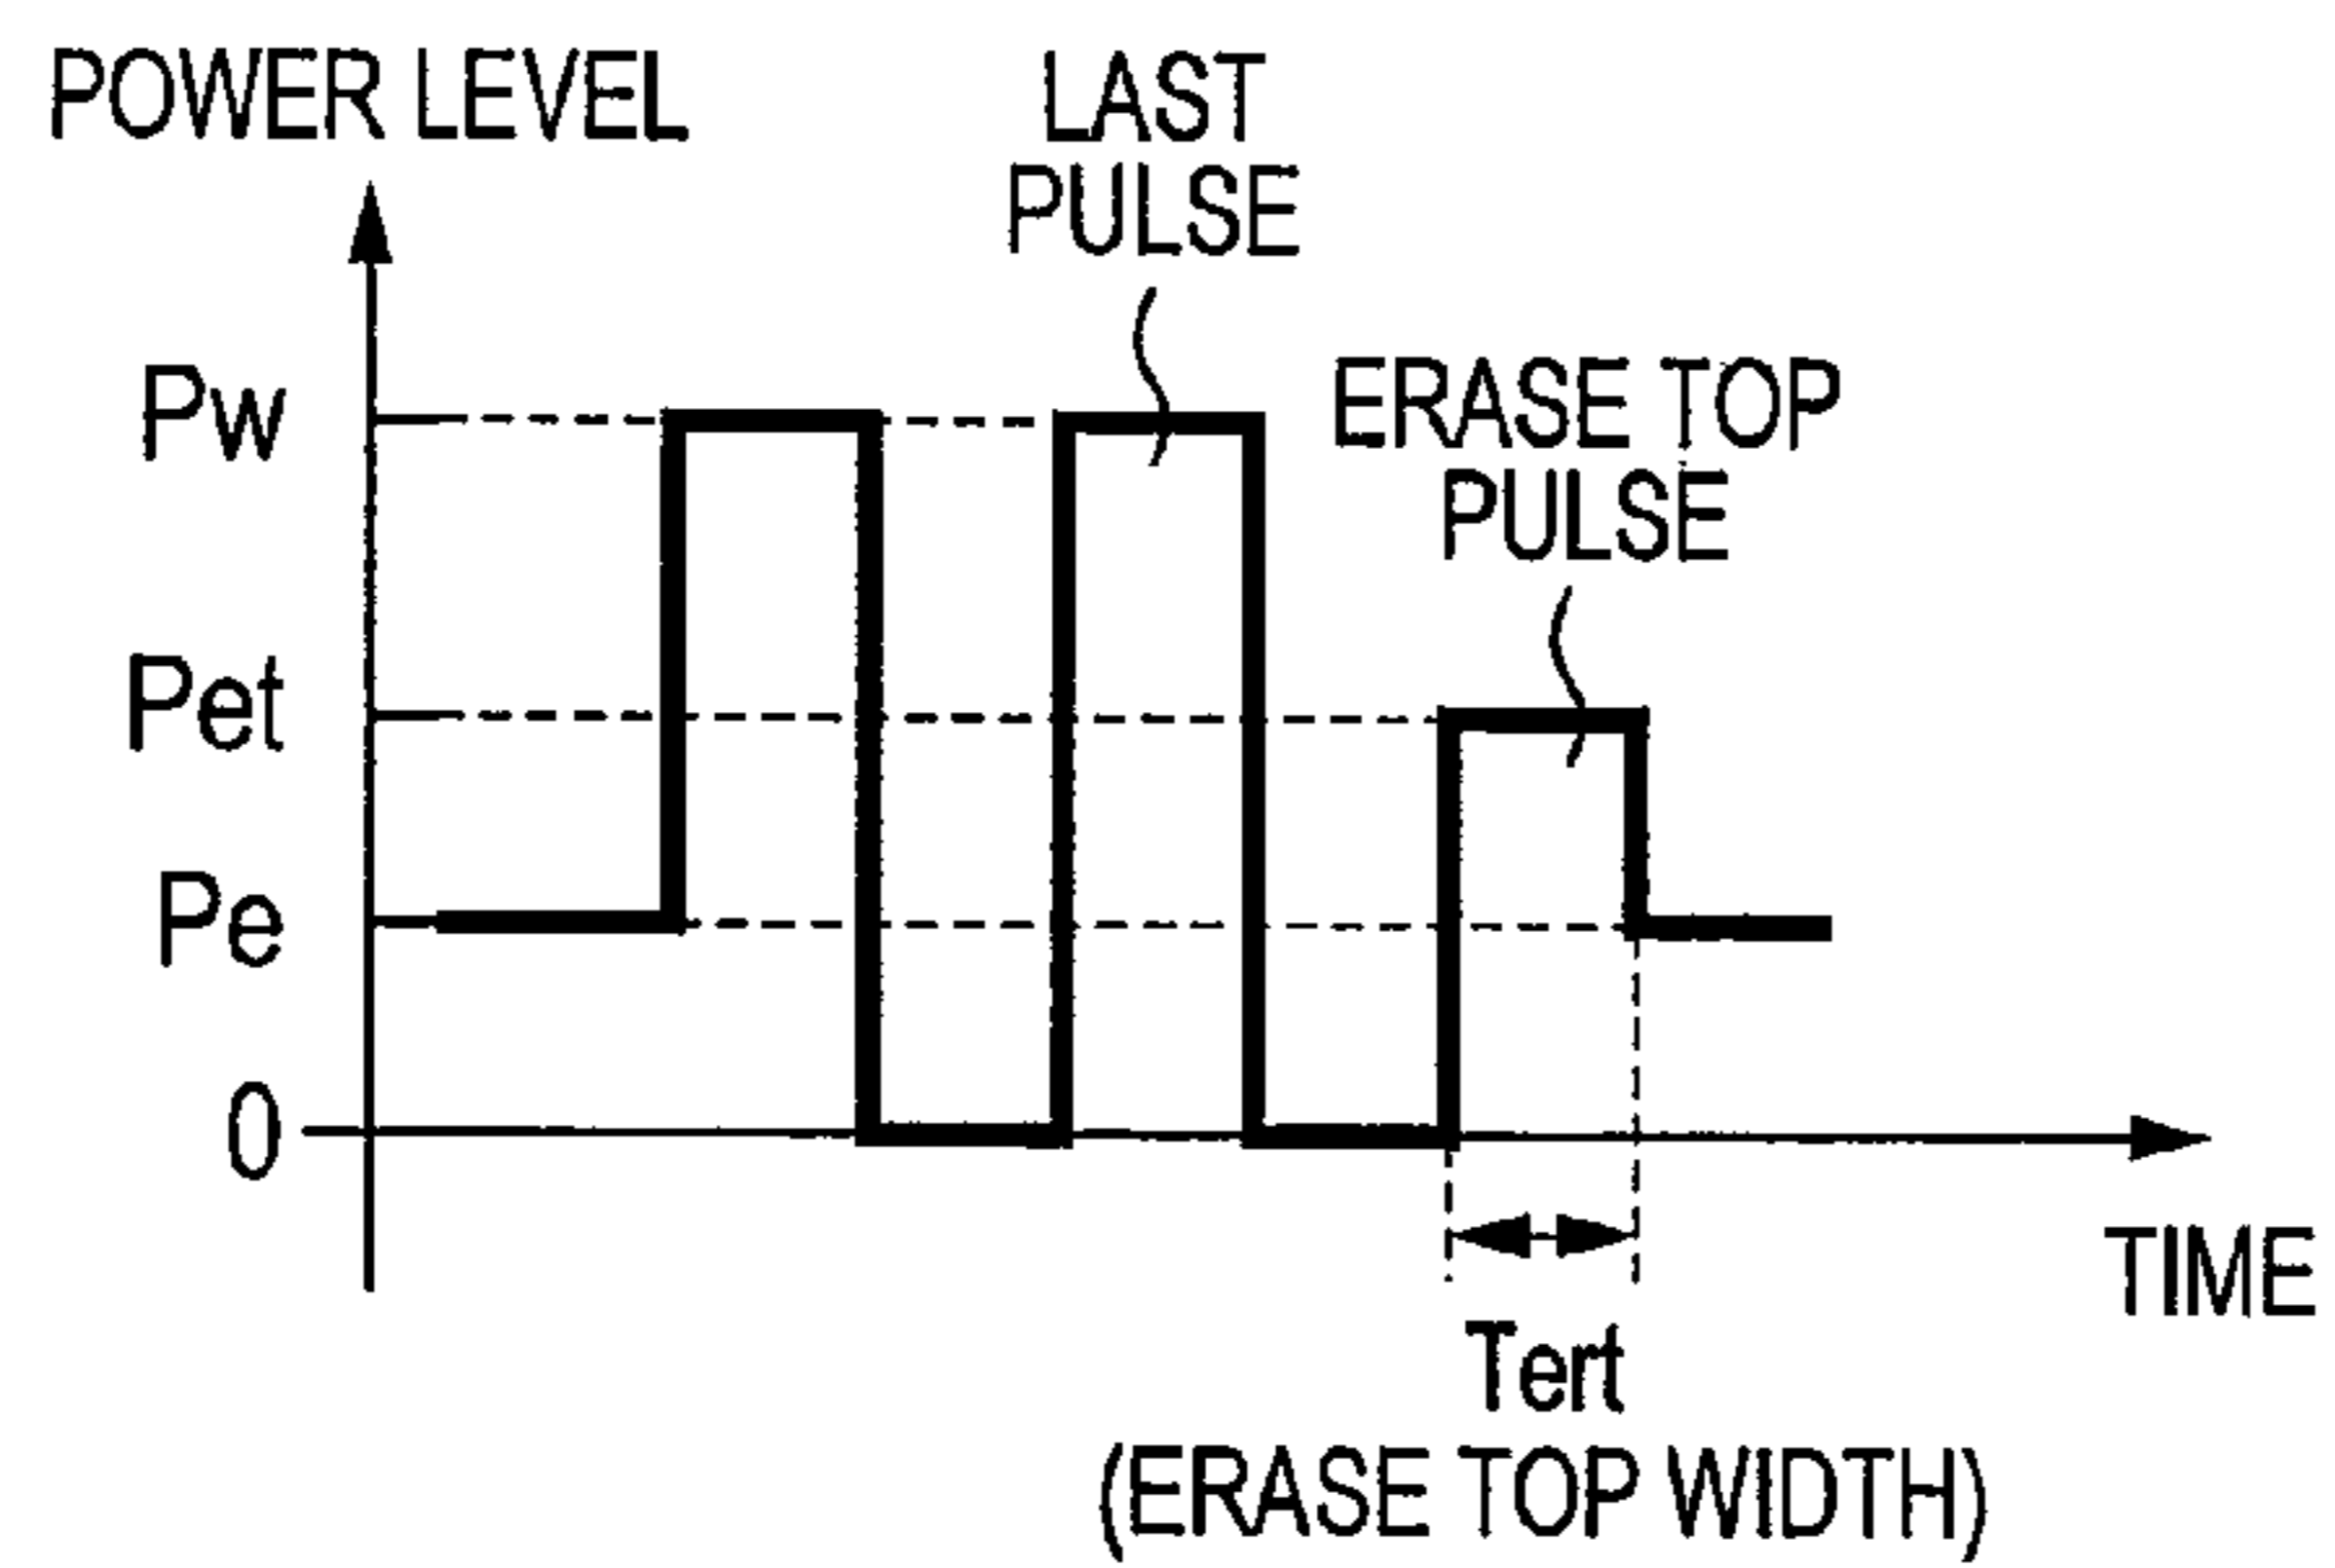 POWER LEVEL
LAST
PULSE
Pw
ERASE TOP
PULSE
Pet
Pe
0
TIME
Tert
(ERASE TOP WIDTH)